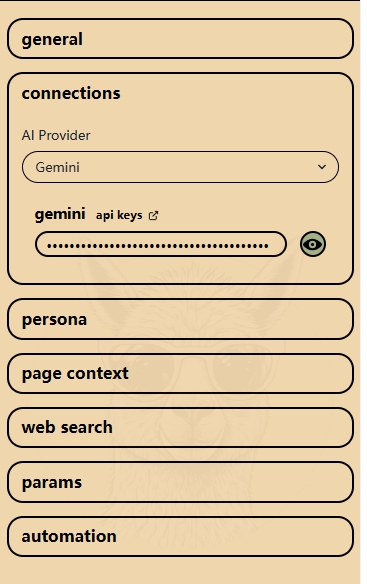 general
connections
AI Provider
Gemini
gemini api keys
••••••••••••••••••••••••••••••••••••••••
persona
page context
web search
params
automation